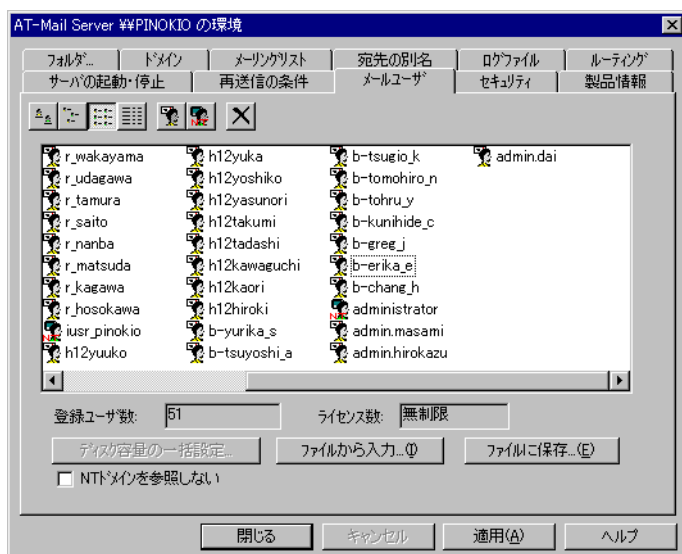 AT-Mail Server ¥¥PINOKIO の環境
フォルダ... ドメイン メーリングリスト 宛先の別名 ログファイル ルーティング
サーバの起動・停止 再送信の条件 メールユーザ セキュリティ 製品情報
r_wakayama h12yuka b-tsugio_k admin.dai
r_udagawa h12yoshiko b-tomohiro_n
r_tamura h12yasunori b-tohru_y
r_saito h12takumi b-kunihide_c
r_nanba h12tadashi b-greg_j
r_matsuda h12kawaguchi b-erika_e
r_kagawa h12kaori b-chang_h
r_hosokawa h12hiroki administrator
iusr_pinokio b-yurika_s admin.masami
h12yuuko b-tsuyoshi_a admin.hirokazu
登録ユーザ数: 51 ライセンス数: 無制限
ディスク容量の一括設定... ファイルから入力...(I) ファイルに保存...(E)
NTドメインを参照しない
閉じる キャンセル 適用(A) ヘルプ